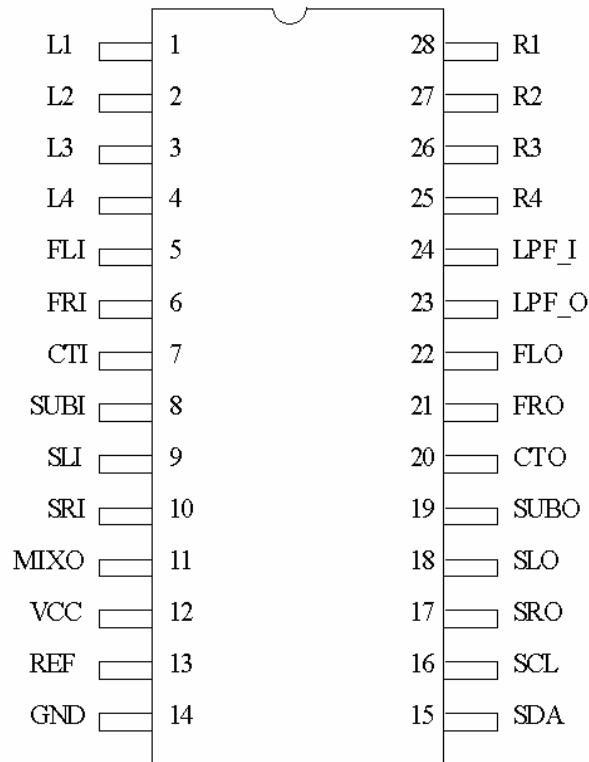 L1 1 28 R1
L2 2 27 R2
L3 3 26 R3
L4 4 25 R4
FLI 5 24 LPF_I
FRI 6 23 LPF_O
CTI 7 22 FLO
SUBI 8 21 FRO
SLI 9 20 CTO
SRI 10 19 SUBO
MIXO 11 18 SLO
VCC 12 17 SRO
REF 13 16 SCL
GND 14 15 SDA